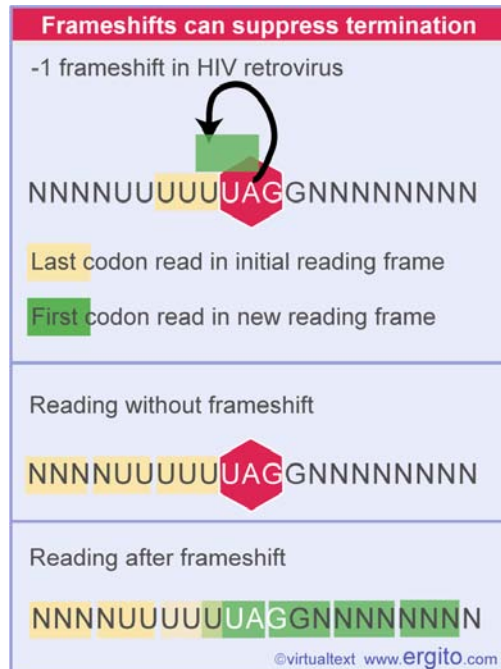 Frameshifts can suppress termination
-1 frameshift in HIV retrovirus
NNNNUUUUUUAGGNNNNNNNN
Last codon read in initial reading frame
First codon read in new reading frame
Reading without frameshift
NNNNUUUUUUAGGNNNNNNNN
Reading after frameshift
NNNNUUUUUUAGGNNNNNNNN
©virtualtext www.ergito.com